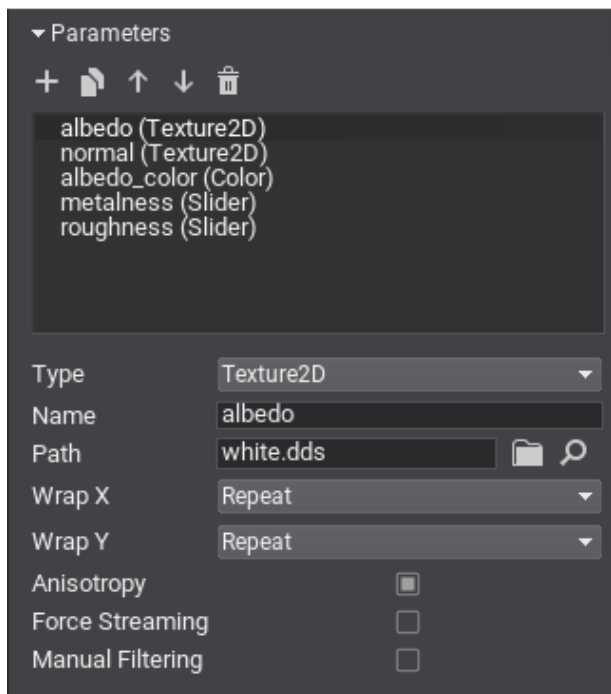 Parameters
albedo (Texture2D)
normal (Texture2D)
albedo_color (Color)
metalness (Slider)
roughness (Slider)
Type Texture2D
Name albedo
Path white.dds
Wrap X Repeat
Wrap Y Repeat
Anisotropy
Force Streaming
Manual Filtering